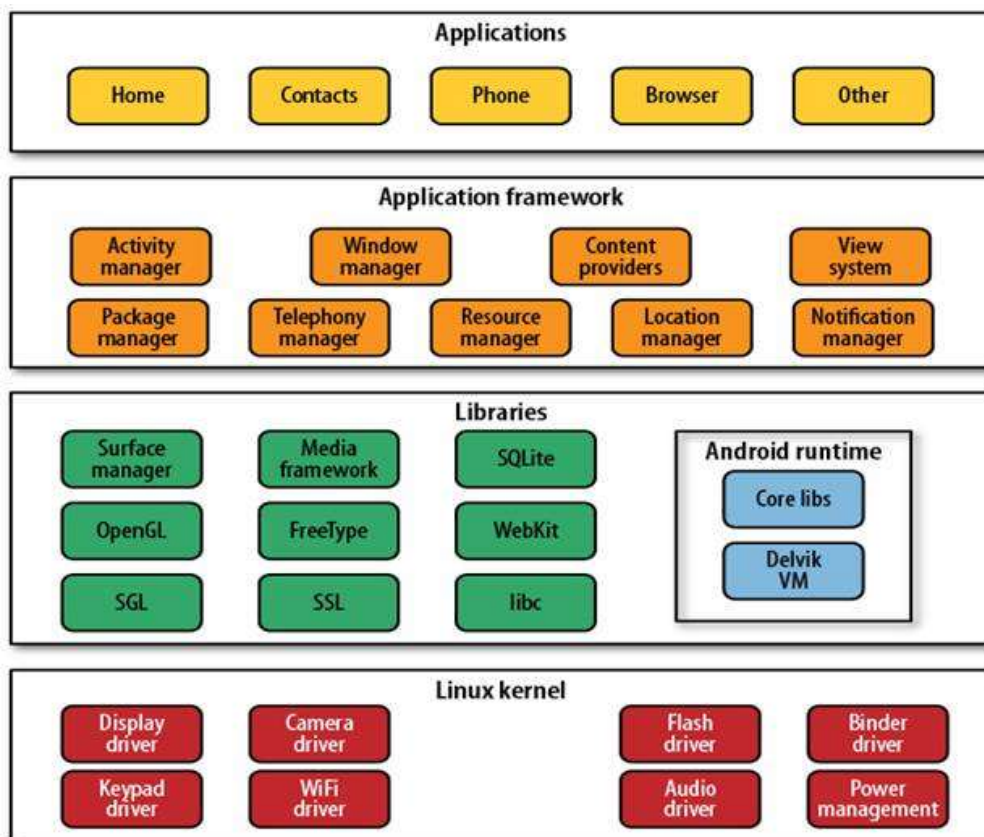 Applications
Home
Contacts
Phone
Browser
Other
Application framework
Activity
manager
Window
manager
Content
providers
View
system
Package
manager
Telephony
manager
Resource
manager
Location
manager
Notification
manager
Libraries
Surface
manager
Media
framework
SQLite
OpenGL
FreeType
WebKit
SGL
SSL
libc
Android runtime
Core libs
Delvik
VM
Linux kernel
Display
driver
Camera
driver
Flash
driver
Binder
driver
Keypad
driver
WiFi
driver
Audio
driver
Power
management